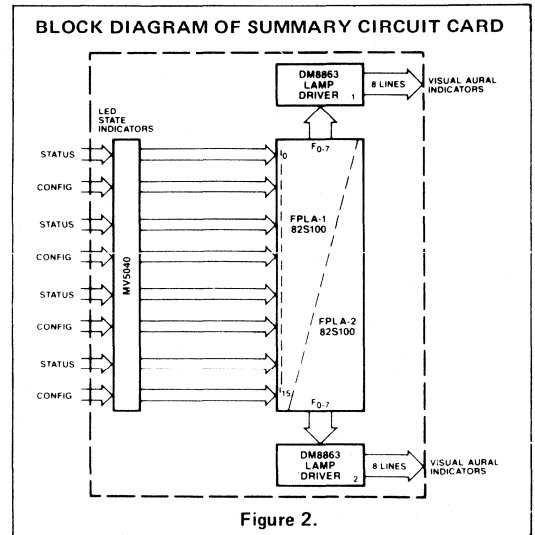 BLOCK DIAGRAM OF SUMMARY CIRCUIT CARD
DM8863
LAMP
DRIVER 1
8 LINES
VISUAL AURAL
INDICATORS
LED
STATE
INDICATORS
STATUS
CONFIG
STATUS
CONFIG
STATUS
CONFIG
STATUS
CONFIG
MV5040
I0
F0-7
FPLA-1
82S100
FPLA-2
82S100
I15
F0-7
DM8863
LAMP
DRIVER 2
8 LINES
VISUAL AURAL
INDICATORS
Figure 2.